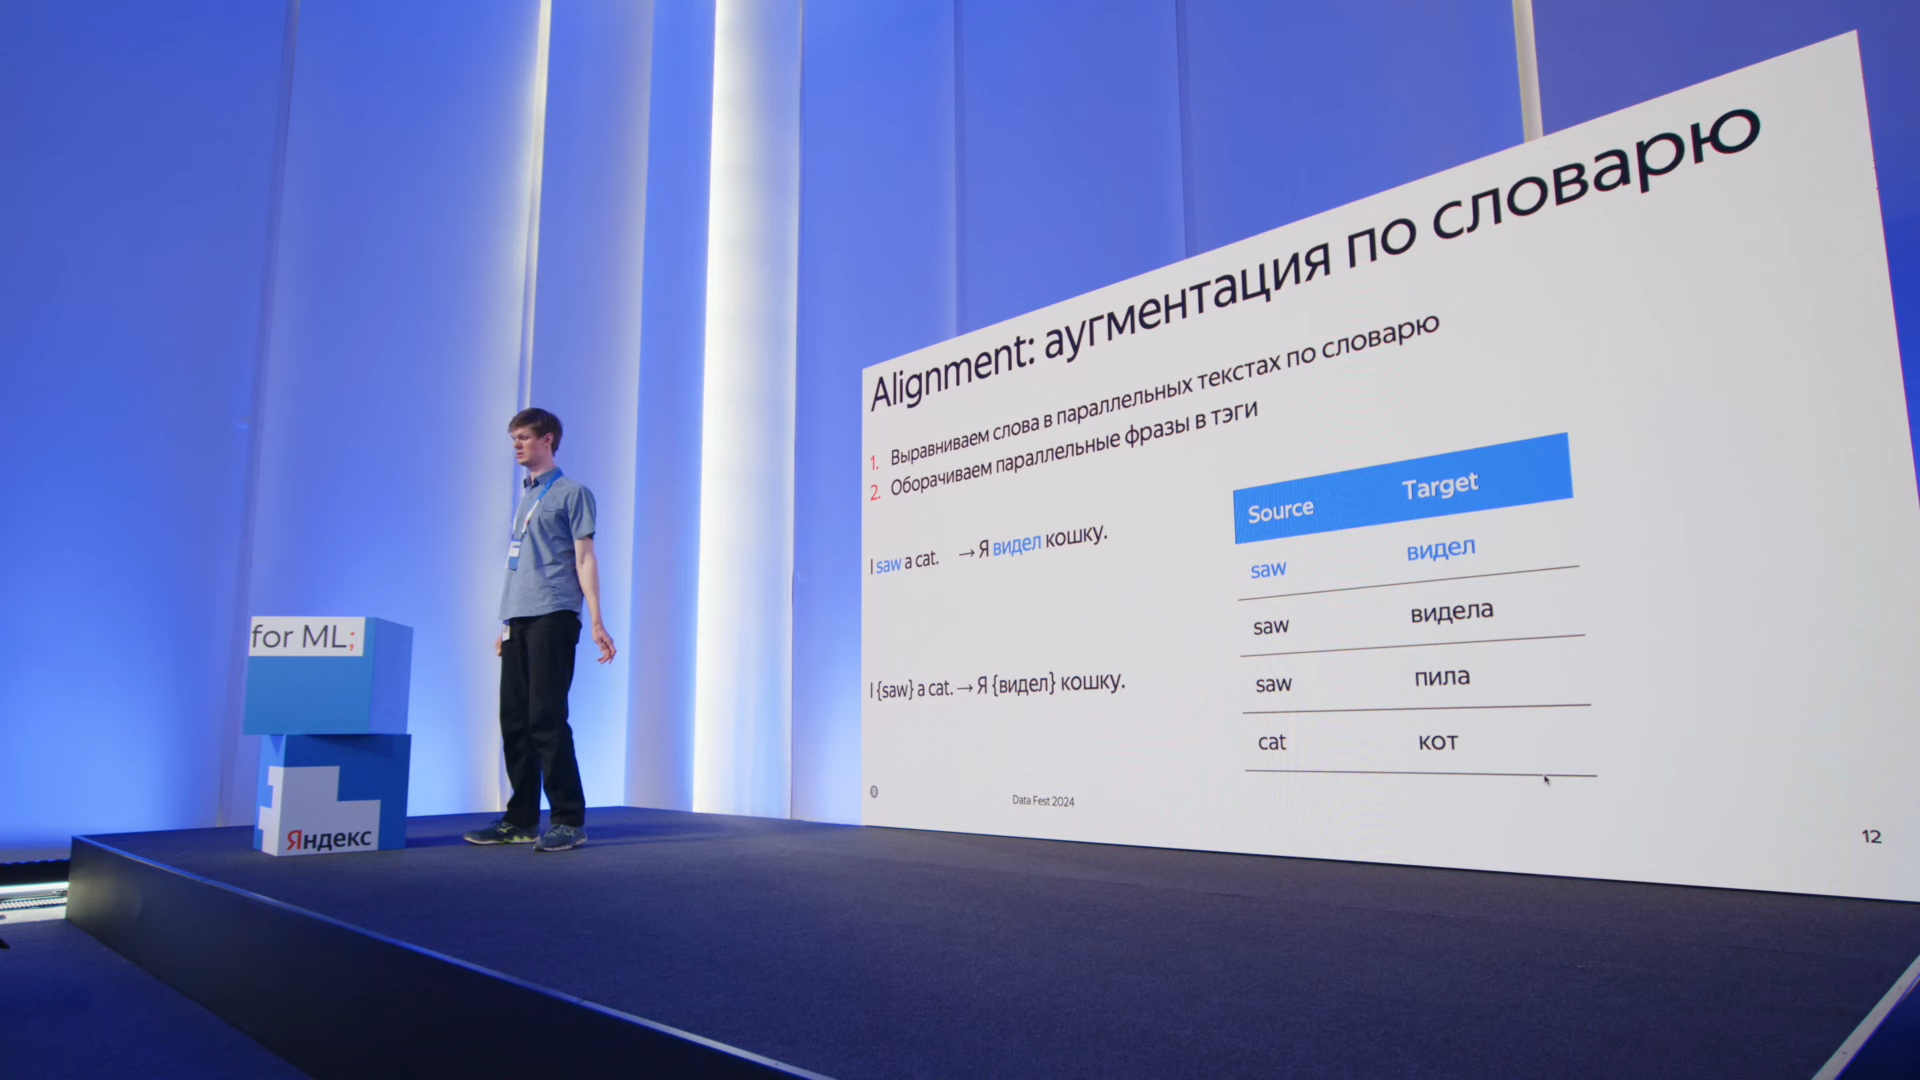 Alignment: аугментация по словарю
1. Выравниваем слова в параллельных текстах по словарю
2. Оборачиваем параллельные фразы в тэги
I saw a cat. → Я видел кошку.
I {saw} a cat. → Я {видел} кошку.
Source Target
saw видел
saw видела
saw пила
cat кот
Data Fest 2024
12
for ML;
Яндекс